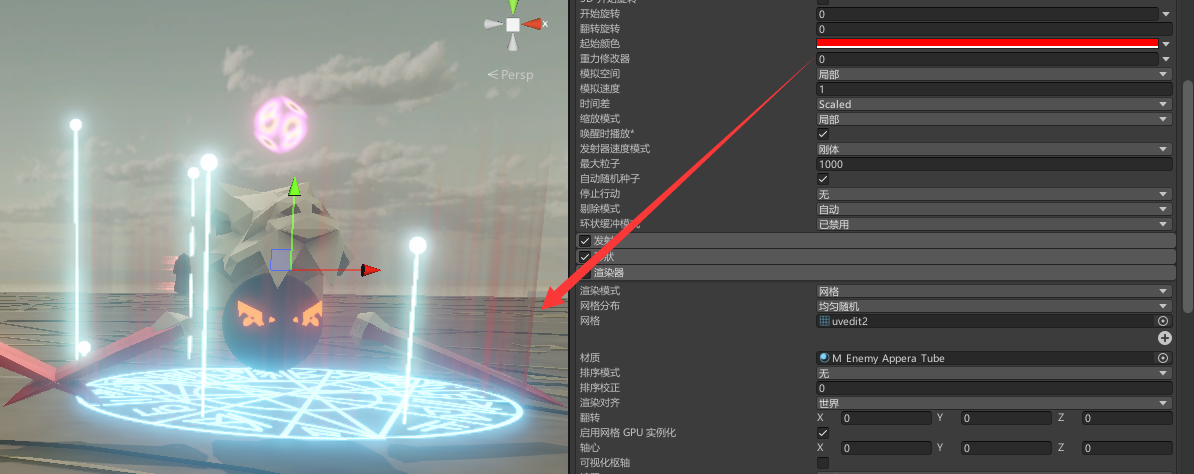 x
Persp
3D 开始旋转
开始旋转 0
翻转旋转 0
起始颜色
重力修改器 0
模拟空间 局部
模拟速度 1
时间差 Scaled
缩放模式 局部
唤醒时播放*
发射器速度模式 刚体
最大粒子 1000
自动随机种子
停止行动 无
剔除模式 自动
环状缓冲模式 已禁用
发射
形状
渲染器
渲染模式 网格
网格分布 均匀随机
网格 uvedit2
材质 M Enemy Appera Tube
排序模式 无
排序校正 0
渲染对齐 世界
翻转 X 0 Y 0 Z 0
启用网格 GPU 实例化
轴心 X 0 Y 0 Z 0
可视化枢轴